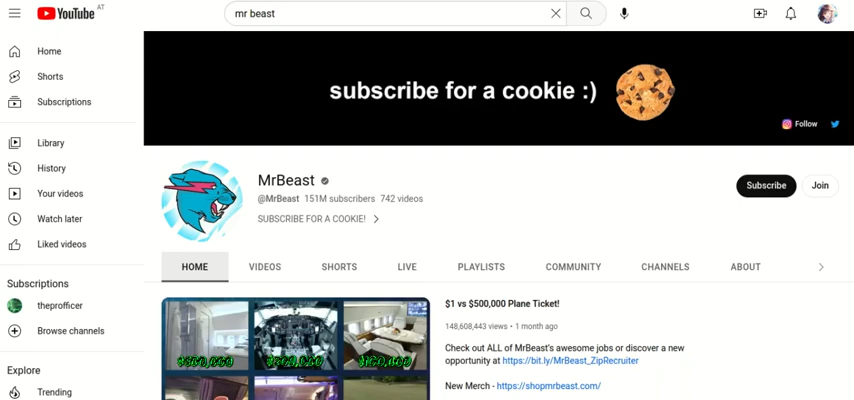 YouTube AT
mr beast
Home
Shorts
Subscriptions
Library
History
Your videos
Watch later
Liked videos
Subscriptions
theprofficer
Browse channels
Explore
Trending
subscribe for a cookie :)
Follow
MrBeast
@MrBeast 151M subscribers 742 videos
SUBSCRIBE FOR A COOKIE!
Subscribe
Join
HOME VIDEOS SHORTS LIVE PLAYLISTS COMMUNITY CHANNELS ABOUT
$1 vs $500,000 Plane Ticket!
148,608,443 views • 1 month ago
Check out ALL of MrBeast's awesome jobs or discover a new
opportunity at https://bit.ly/MrBeast_ZipRecruiter
New Merch - https://shopmrbeast.com/